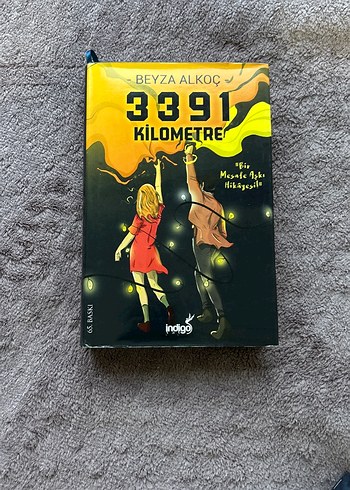 - BEYZA ALKOÇ -
3391
KİLOMETRE
"Bir
Mesafe Aşkı
Hikâyesi!"
65. BASKI
indigo